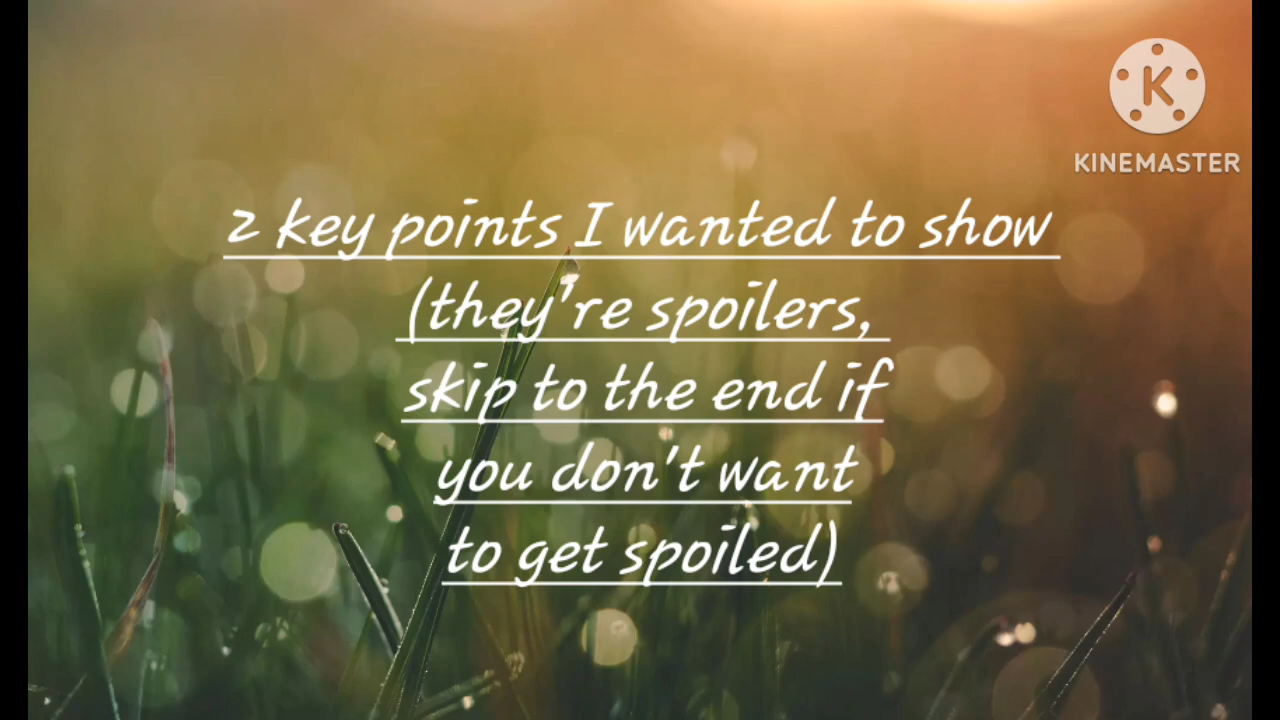 KINEMASTER
2 key points I wanted to show
(they're spoilers,
skip to the end if
you don't want
to get spoiled)